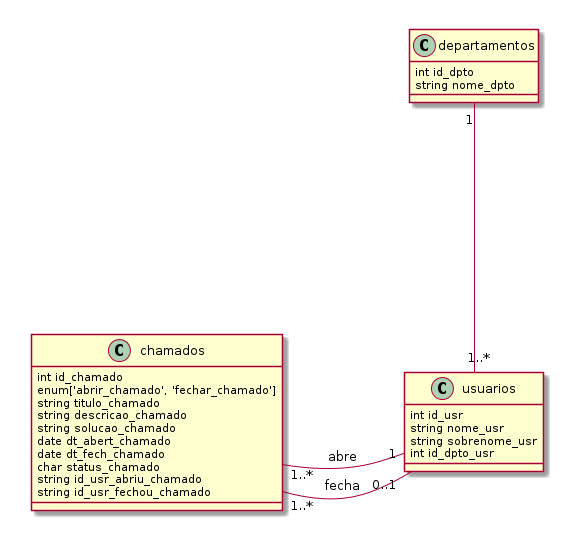 C departamentos
int id_dpto
string nome_dpto
1
1..*
C chamados
int id_chamado
enum['abrir_chamado', 'fechar_chamado']
string titulo_chamado
string descricao_chamado
string solucao_chamado
date dt_abert_chamado
date dt_fech_chamado
char status_chamado
string id_usr_abriu_chamado
string id_usr_fechou_chamado
C usuarios
int id_usr
string nome_usr
string sobrenome_usr
int id_dpto_usr
abre
1
1..*
fecha
0..1
1..*